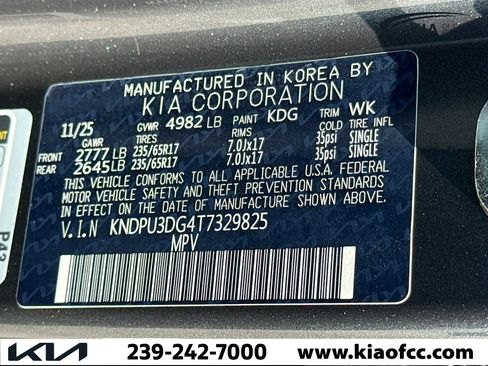 MANUFACTURED IN KOREA BY
KIA CORPORATION
11/25 GVWR 4982 LB PAINT KDG TRIM WK
GAWR TIRES RIMS COLD TIRE INFL
FRONT 2777 LB 235/65R17 7.0Jx17 35psi SINGLE
REAR 2645 LB 235/65R17 7.0Jx17 35psi SINGLE
THIS VEHICLE CONFORMS TO ALL APPLICABLE U.S.A. FEDERAL
MOTOR VEHICLE SAFETY AND THEFT PREVENTION STANDARDS
IN EFFECT ON THE DATE OF MANUFACTURE SHOWN ABOVE.
V.I.N KNDPU3DG4T7329825
MPV
P43
KIA 239-242-7000 www.kiaofcc.com